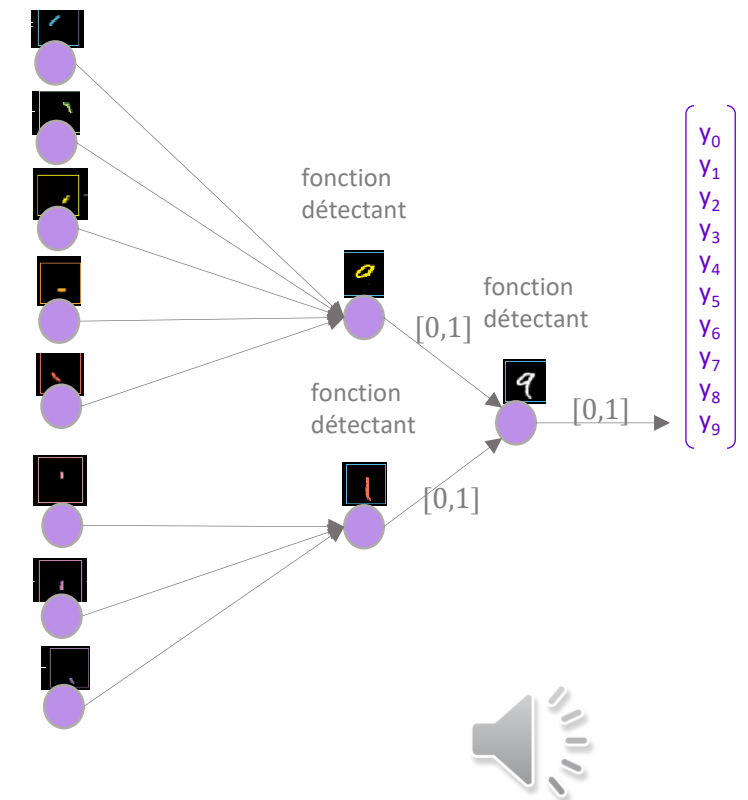 fonction
détectant
[0,1]
fonction
détectant
fonction
détectant
[0,1]
9
[0,1]
y0
y1
y2
y3
y4
y5
y6
y7
y8
y9